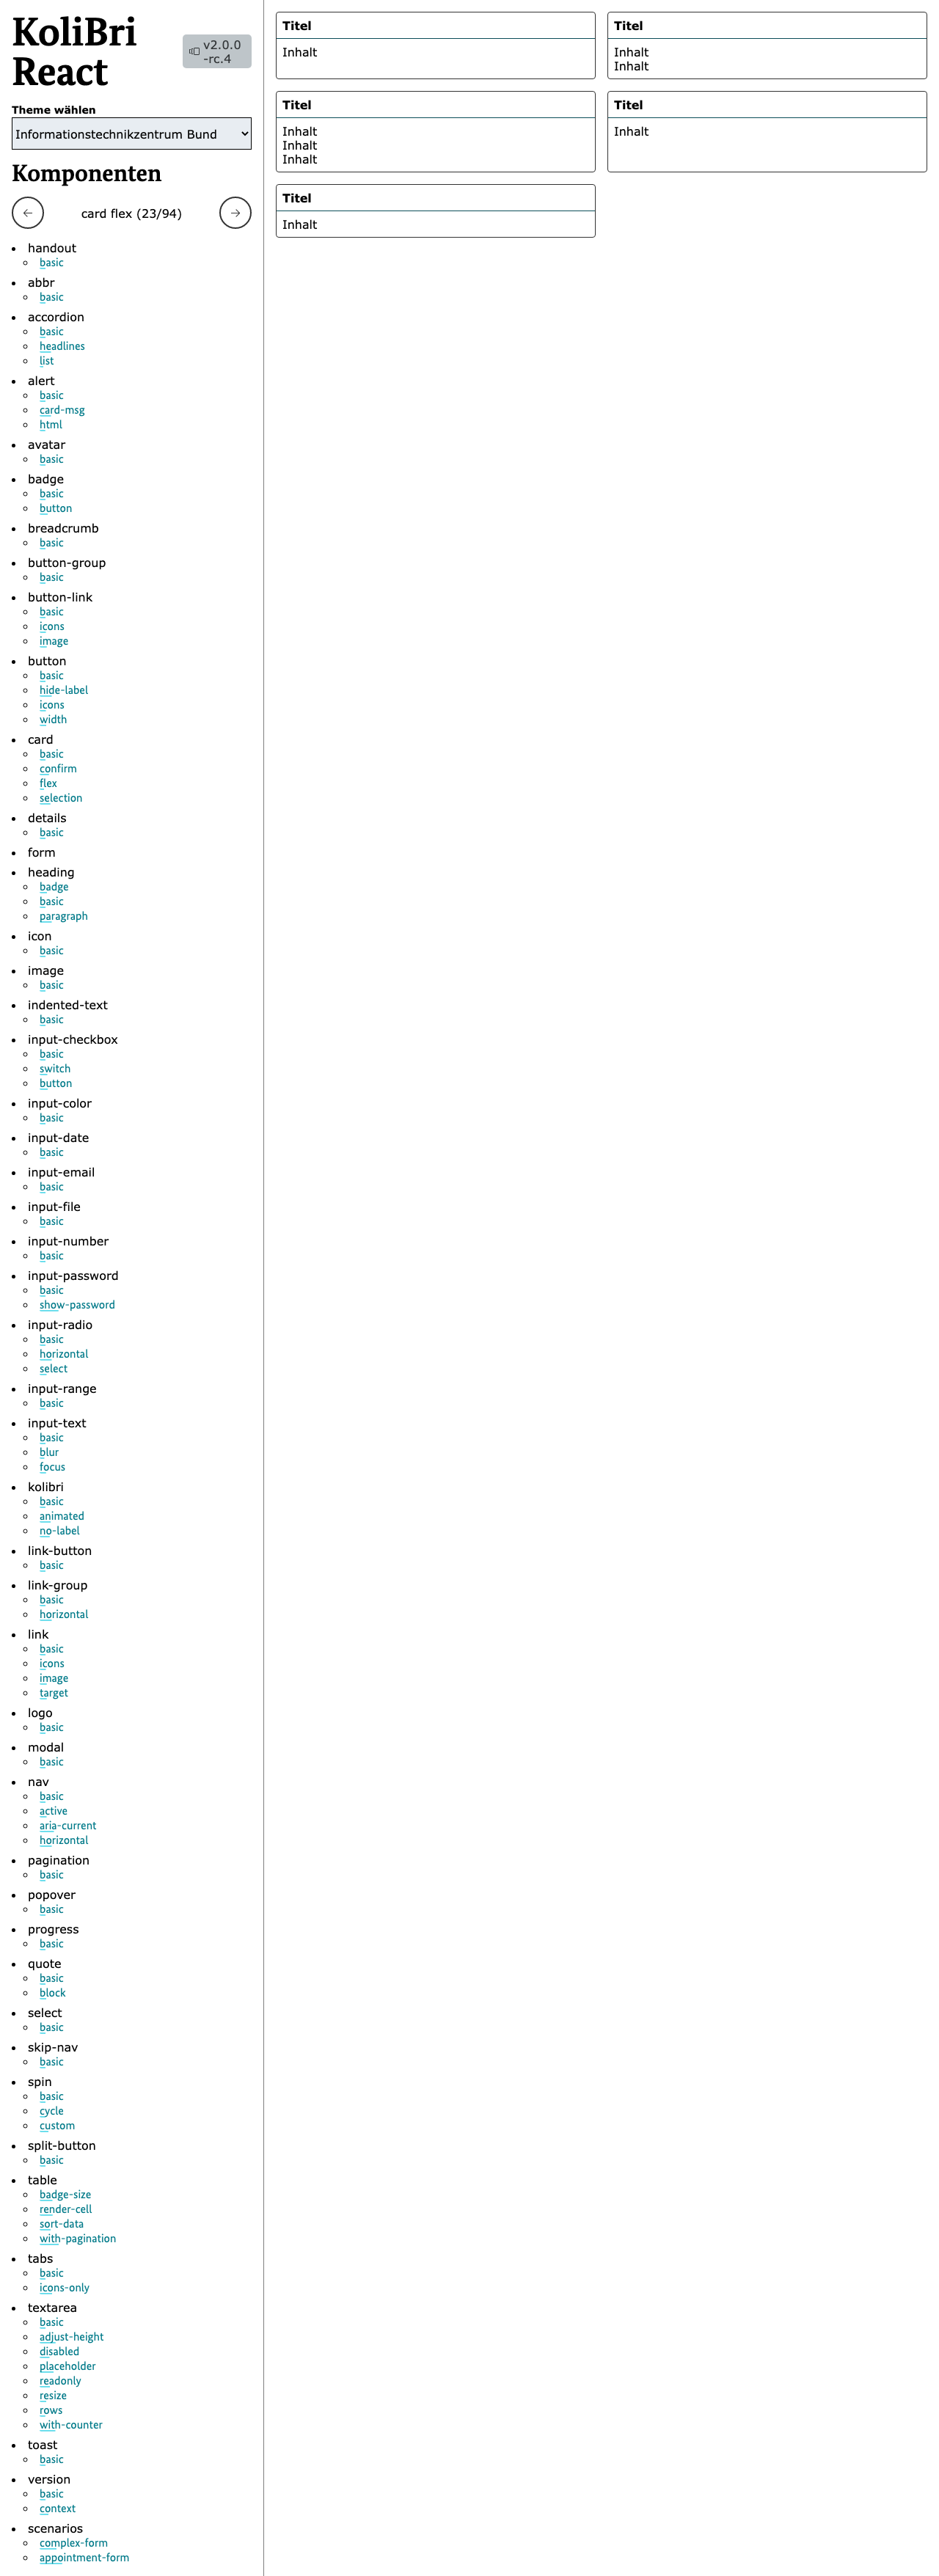 KoliBri
React
v2.0.0
-rc.4
Theme wählen
Informationstechnikzentrum Bund
Komponenten
card flex (23/94)
handout
basic
abbr
basic
accordion
basic
headlines
list
alert
basic
card-msg
html
avatar
basic
badge
basic
button
breadcrumb
basic
button-group
basic
button-link
basic
icons
image
button
basic
hide-label
icons
width
card
basic
confirm
flex
selection
details
basic
form
heading
badge
basic
paragraph
icon
basic
image
basic
indented-text
basic
input-checkbox
basic
switch
button
input-color
basic
input-date
basic
input-email
basic
input-file
basic
input-number
basic
input-password
basic
show-password
input-radio
basic
horizontal
select
input-range
basic
input-text
basic
blur
focus
kolibri
basic
animated
no-label
link-button
basic
link-group
basic
horizontal
link
basic
icons
image
target
logo
basic
modal
basic
nav
basic
active
aria-current
horizontal
pagination
basic
popover
basic
progress
basic
quote
basic
block
select
basic
skip-nav
basic
spin
basic
cycle
custom
split-button
basic
table
badge-size
render-cell
sort-data
with-pagination
tabs
basic
icons-only
textarea
basic
adjust-height
disabled
placeholder
readonly
resize
rows
with-counter
toast
basic
version
basic
context
scenarios
complex-form
appointment-form
Titel
Inhalt
Titel
Inhalt
Inhalt
Titel
Inhalt
Inhalt
Inhalt
Titel
Inhalt
Titel
Inhalt